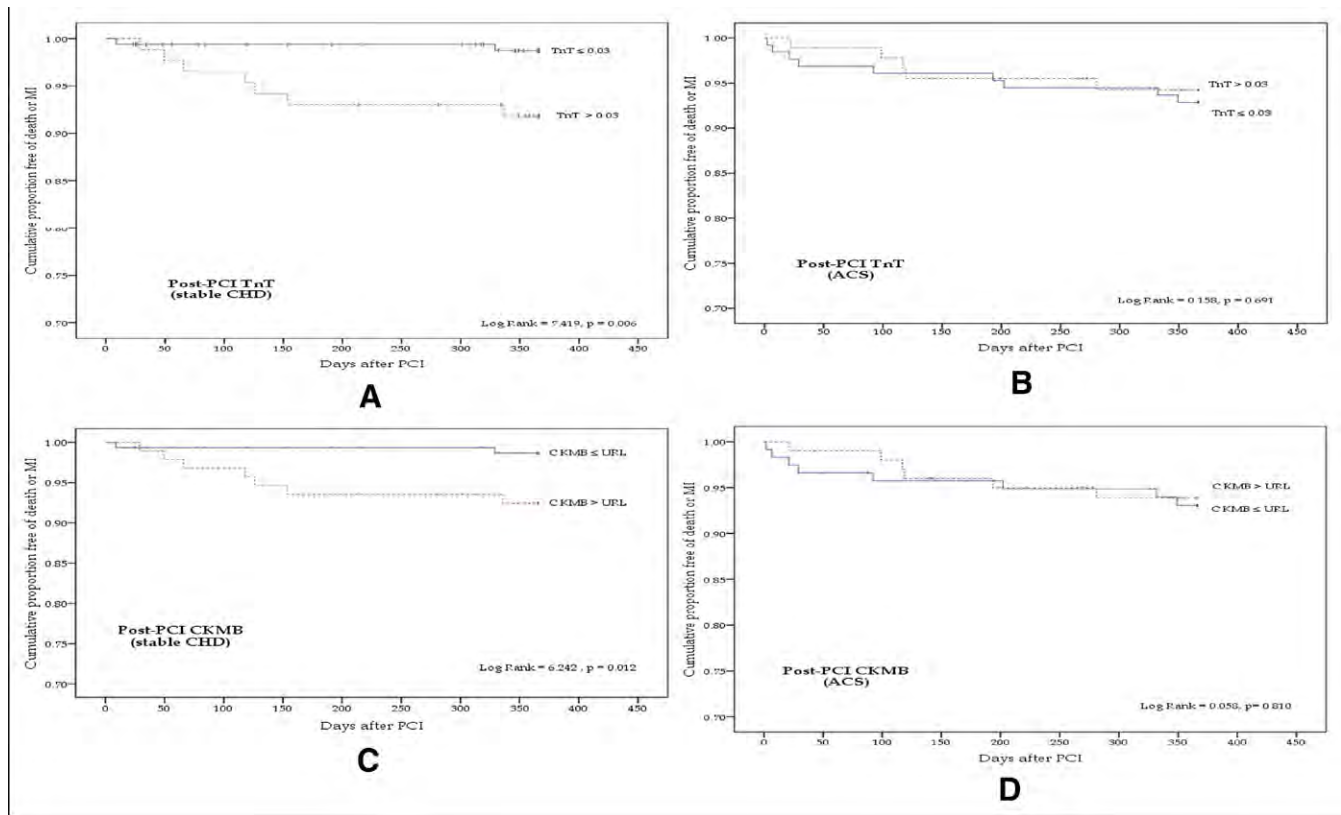 Cumulative proportion free of death or MI
1.00
0.95
0.90
0.85
0.80
0.75
0.70
TnT ≤ 0.03
TnT > 0.03
Post-PCI TnT
(stable CHD)
Log Rank = 7.419, p = 0.006
0 50 100 150 200 250 300 350 400 450
Days after PCI
A
Cumulative proportion free of death or MI
1.00
0.95
0.90
0.85
0.80
0.75
0.70
TnT > 0.03
TnT ≤ 0.03
Post-PCI TnT
(ACS)
Log Rank = 0.158, p = 0.691
0 50 100 150 200 250 300 350 400 450
Days after PCI
B
Cumulative proportion free of death or MI
1.00
0.95
0.90
0.85
0.80
0.75
0.70
CKMB ≤ URL
CKMB > URL
Post-PCI CKMB
(stable CHD)
Log Rank = 6.242 , p = 0.012
0 50 100 150 200 250 300 350 400 450
Days after PCI
C
Cumulative proportion free of death or MI
1.00
0.95
0.90
0.85
0.80
0.75
0.70
CKMB > URL
CKMB ≤ URL
Post-PCI CKMB
(ACS)
Log Rank = 0.058, p= 0.810
0 50 100 150 200 250 300 350 400 450
Days after PCI
D